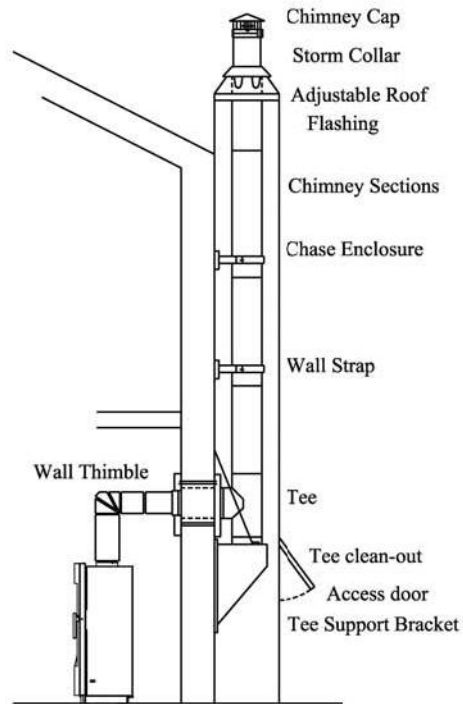 Chimney Cap
Storm Collar
Adjustable Roof
Flashing
Chimney Sections
Chase Enclosure
Wall Strap
Wall Thimble
Tee
Tee clean-out
Access door
Tee Support Bracket